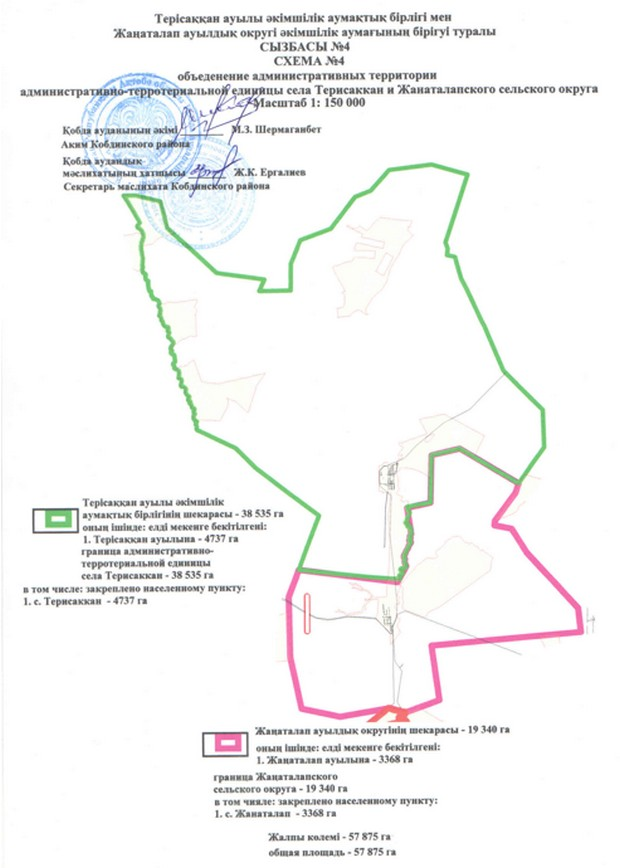 Терісаққан ауылы әкімшілік аумақтық бірлігі мен
Жаңаталап ауылдық округі әкімшілік аумағының бірігуі туралы
СЫЗБАСЫ №4
СХЕМА №4
объеденение административных территории
административно-терротериальной единицы села Терисаккан и Жанаталапского сельского округа
Масштаб 1: 150 000
Қобда ауданының әкімі М.З. Шермаганбет
Аким Кобдинского района
Қобда аудандық
мәслихатының хатшысы Ж.К. Ергалиев
Секретарь маслихата Кобдинского района
Терісаққан ауылы әкімшілік
аумақтық бірлігінің шекарасы - 38 535 га
оның ішінде: елді мекенге бекітілгені:
1. Терісаққан ауылына - 4737 га
граница административно-
терротериальной единицы
села Терисаккан - 38 535 га
в том числе: закреплено населенному пункту:
1. с. Терисаккан - 4737 га
Жаңаталап ауылдық округінің шекарасы - 19 340 га
оның ішінде: елді мекенге бекітілгені:
1. Жаңаталап ауылына - 3368 га
граница Жаңаталапского
сельского округа - 19 340 га
в том чияле: закреплено населенному пункту:
1. с. Жанаталап - 3368 га
Жалпы көлемі - 57 875 га
общая площадь - 57 875 га